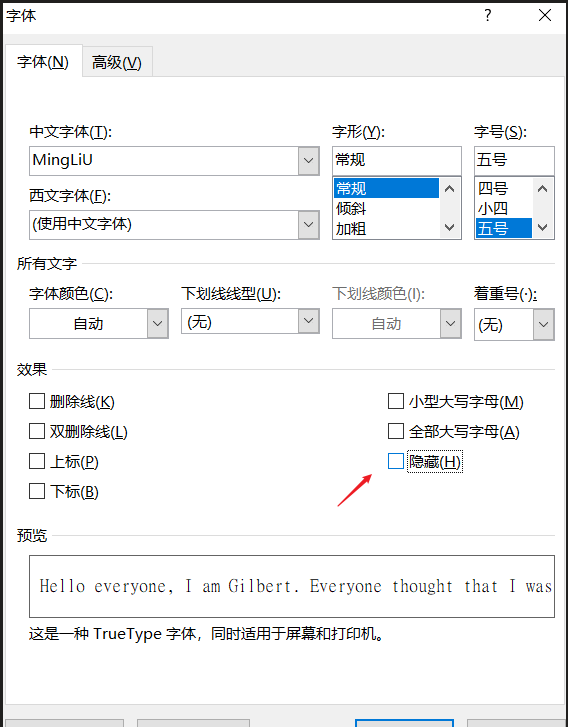 字体 ?
字体(N) 高级(V)
中文字体(T): 字形(Y): 字号(S):
MingLiU 常规 五号
常规 四号
西文字体(F): 倾斜 小四
(使用中文字体) 加粗 五号
所有文字
字体颜色(C): 下划线线型(U): 下划线颜色(I): 着重号(·):
自动 (无) 自动 (无)
效果
删除线(K) 小型大写字母(M)
双删除线(L) 全部大写字母(A)
上标(P) 隐藏(H)
下标(B)
预览
Hello everyone, I am Gilbert. Everyone thought that I was
这是一种 TrueType 字体，同时适用于屏幕和打印机。